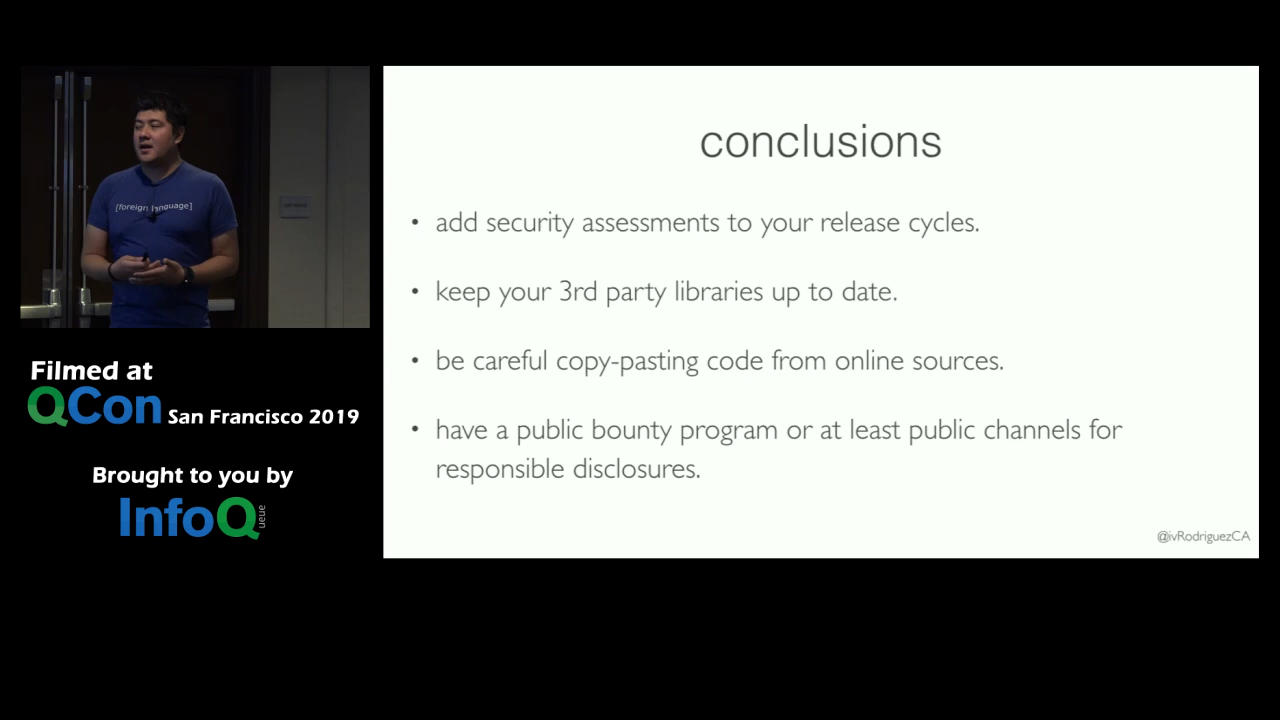 [foreign language]
Filmed at
QCon San Francisco 2019
Brought to you by
InfoQ
ueue
conclusions
• add security assessments to your release cycles.
• keep your 3rd party libraries up to date.
• be careful copy-pasting code from online sources.
• have a public bounty program or at least public channels for
responsible disclosures.
@ivRodriguezCA